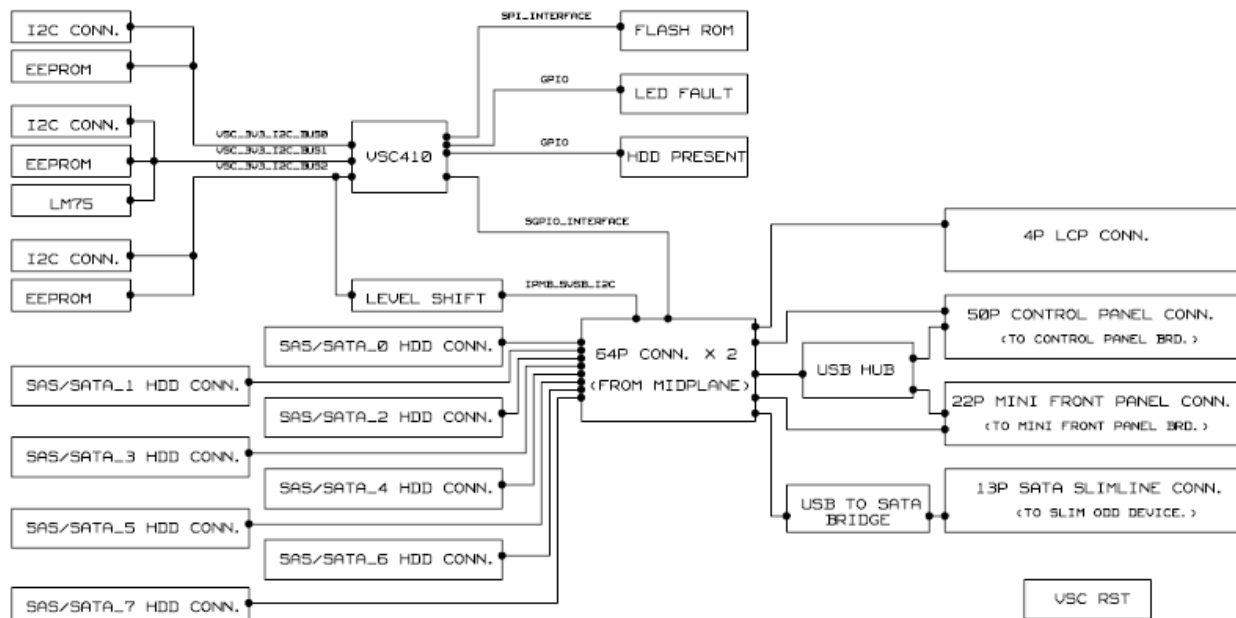 I2C CONN.
EEPROM
I2C CONN.
EEPROM
LM75
I2C CONN.
EEPROM
VSC_3V3_I2C_BUS0
VSC_3V3_I2C_BUS1
VSC_3V3_I2C_BUS2
VSC410
SPI_INTERFACE
FLASH ROM
GPIO
LED FAULT
GPIO
HDD PRESENT
SGPIO_INTERFACE
LEVEL SHIFT
IPMB_5VSB_I2C
SAS/SATA_0 HDD CONN.
SAS/SATA_1 HDD CONN.
SAS/SATA_2 HDD CONN.
SAS/SATA_3 HDD CONN.
SAS/SATA_4 HDD CONN.
SAS/SATA_5 HDD CONN.
SAS/SATA_6 HDD CONN.
SAS/SATA_7 HDD CONN.
64P CONN. X 2
(FROM MIDPLANE)
4P LCP CONN.
50P CONTROL PANEL CONN.
(TO CONTROL PANEL BRD.)
USB HUB
22P MINI FRONT PANEL CONN.
(TO MINI FRONT PANEL BRD.)
USB TO SATA
BRIDGE
13P SATA SLIMLINE CONN.
(TO SLIM ODD DEVICE.)
VSC RST